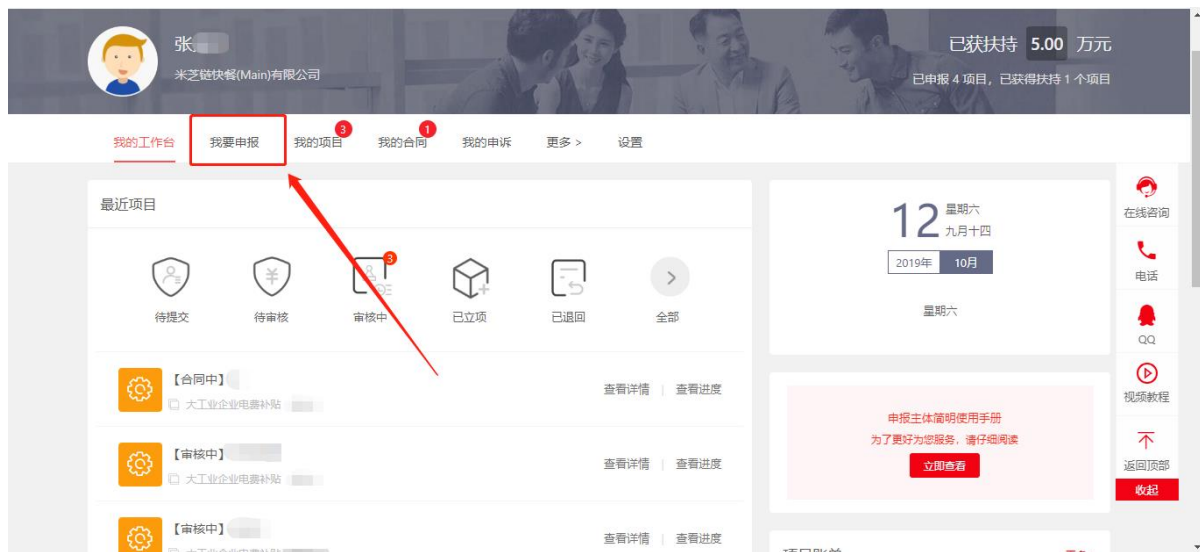 张
米芝莲快餐(Main)有限公司
已获扶持 5.00 万元
已申报 4 项目，已获得扶持 1 个项目
我的工作台 我要申报 我的项目 3 我的合同 1 我的申诉 更多 > 设置
最近项目
3
待提交 待审核 审核中 已立项 已退回 全部
【合同中】
大工业企业电费补贴
查看详情 查看进度
【审核中】
大工业企业电费补贴
查看详情 查看进度
【审核中】
大工业企业电费补贴
查看详情 查看进度
12 星期六
九月十四
2019年 10月
星期六
申报主体简明使用手册
为了更好为您服务，请仔细阅读
立即查看
在线咨询
电话
QQ
视频教程
返回顶部
收起